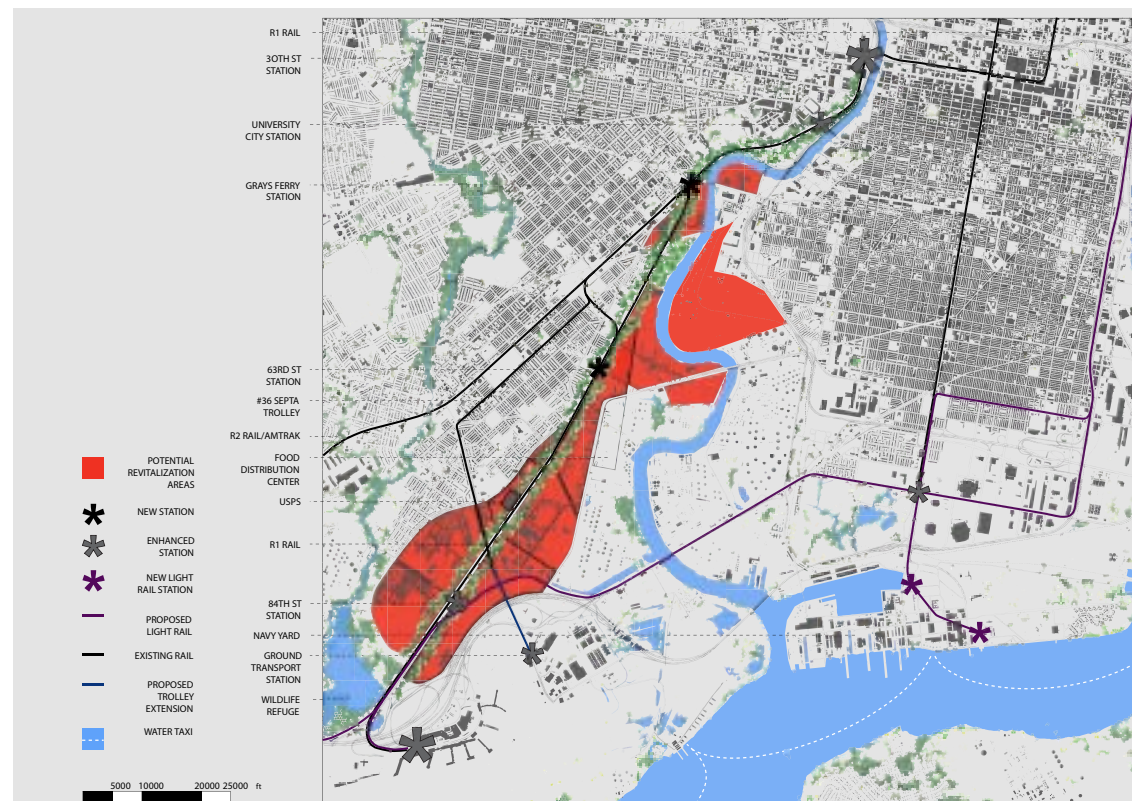 R1 RAIL
3OTH ST
STATION
UNIVERSITY
CITY STATION
GRAYS FERRY
STATION
63RD ST
STATION
#36 SEPTA
TROLLEY
R2 RAIL/AMTRAK
FOOD
DISTRIBUTION
CENTER
USPS
R1 RAIL
84TH ST
STATION
NAVY YARD
GROUND
TRANSPORT
STATION
WILDLIFE
REFUGE
POTENTIAL
REVITALIZATION
AREAS
NEW STATION
ENHANCED
STATION
NEW LIGHT
RAIL STATION
PROPOSED
LIGHT RAIL
EXISTING RAIL
PROPOSED
TROLLEY
EXTENSION
WATER TAXI
5000 10000 20000 25000 ft